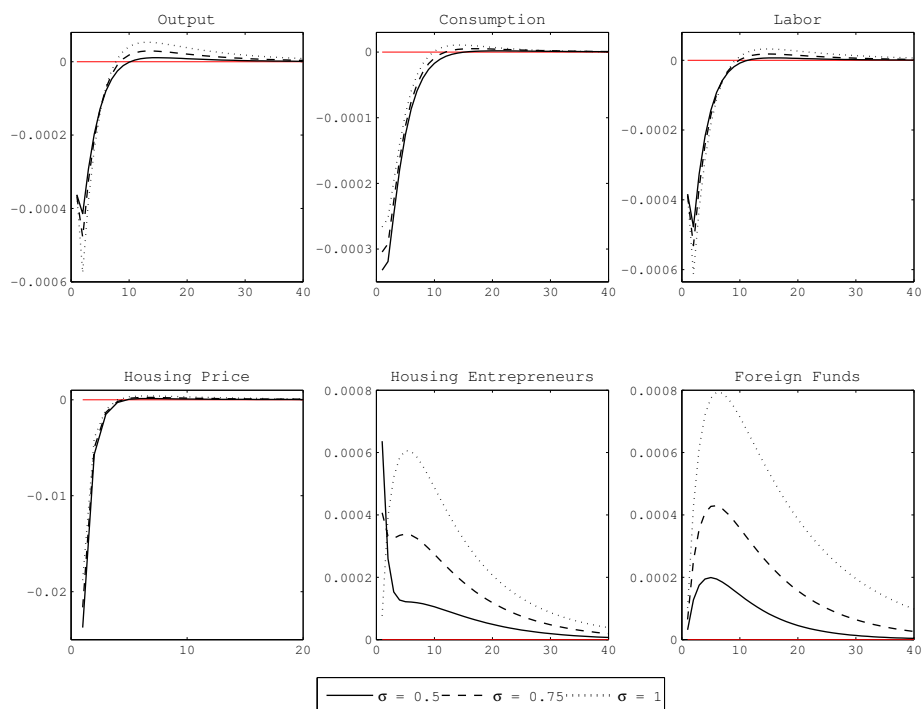 Output
Consumption
Labor
0
-0.0002
-0.0004
-0.0006
0 10 20 30 40
0
-0.0001
-0.0002
-0.0003
0 10 20 30 40
0
-0.0002
-0.0004
-0.0006
0 10 20 30 40
Housing Price
Housing Entrepreneurs
Foreign Funds
0
-0.01
-0.02
0 10 20
0.0008
0.0006
0.0004
0.0002
0
0 10 20 30 40
0.0008
0.0006
0.0004
0.0002
0
0 10 20 30 40
σ = 0.5 σ = 0.75 σ = 1